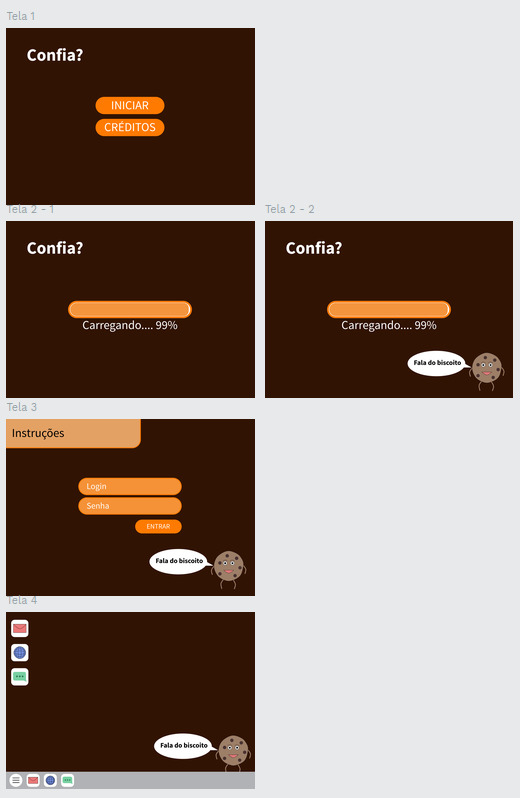 Tela 1
Confia?
INICIAR
CRÉDITOS
Tela 2 - 1
Confia?
Carregando.... 99%
Tela 2 - 2
Confia?
Carregando.... 99%
Fala do biscoito
Tela 3
Instruções
Login
Senha
ENTRAR
Fala do biscoito
Tela 4
Fala do biscoito